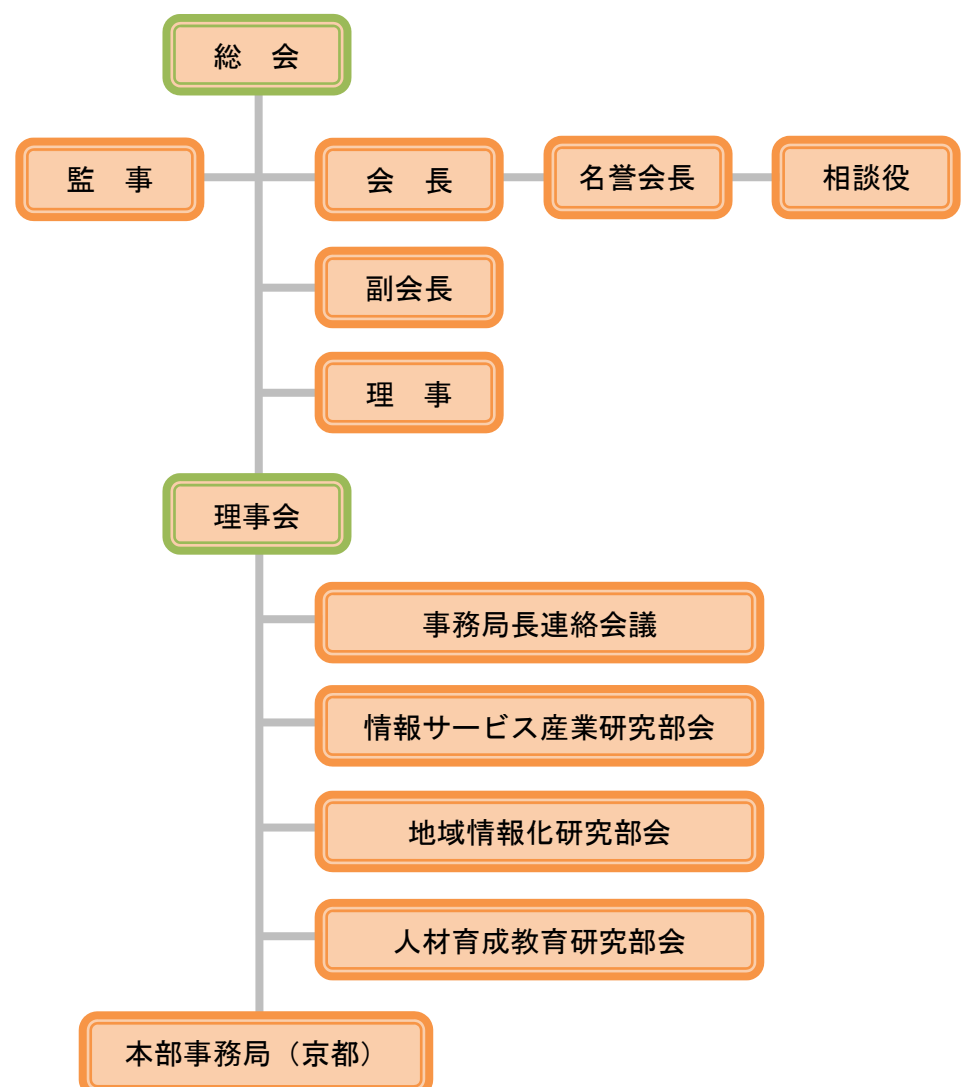 総　会
監　事
会　長
名誉会長
相談役
副会長
理　事
理事会
事務局長連絡会議
情報サービス産業研究部会
地域情報化研究部会
人材育成教育研究部会
本部事務局（京都）